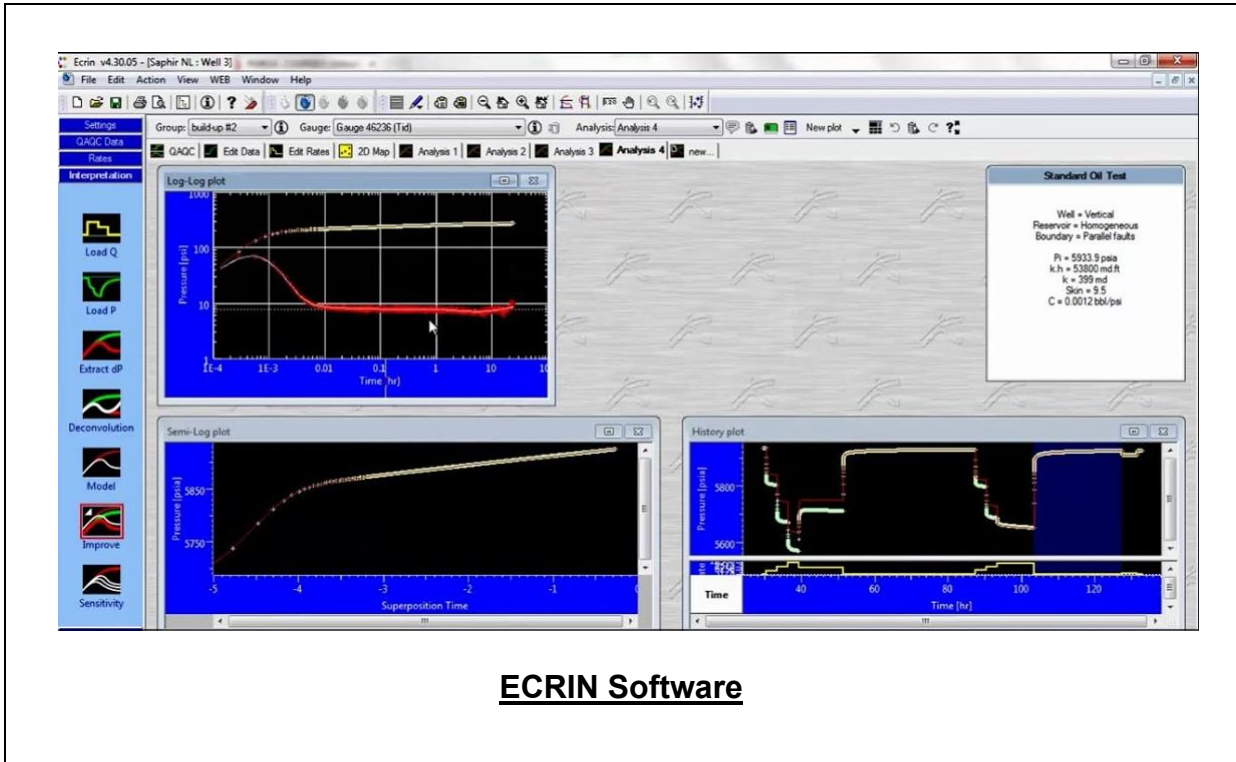 Ecrin v4.30.05 - [Saphir NL : Well 3]
File Edit Action View WEB Window Help
Settings
QAQC Data
Rates
Interpretation
Load Q
Load P
Extract dP
Deconvolution
Model
Improve
Sensitivity
Group: build-up #2 Gauge: Gauge 46236 (Tid) Analysis: Analysis 4 New plot
QAQC Edit Data Edit Rates 2D Map Analysis 1 Analysis 2 Analysis 3 Analysis 4 new...
Log-Log plot
Pressure [psi]
1000
100
10
1
1E-4 1E-3 0.01 0.1 1 10
Time [hr]
Standard Oil Test
Well = Vertical
Reservoir = Homogeneous
Boundary = Parallel faults
Pi = 5933.9 psia
k.h = 53800 md.ft
k = 399 md
Skin = 9.5
C = 0.0012 bbl/psi
Semi-Log plot
Pressure [psia]
5850
5750
-5 -4 -3 -2 -1
Superposition Time
History plot
Pressure [psia]
5800
5600
Time
40 60 80 100 120
Time [hr]
ECRIN Software